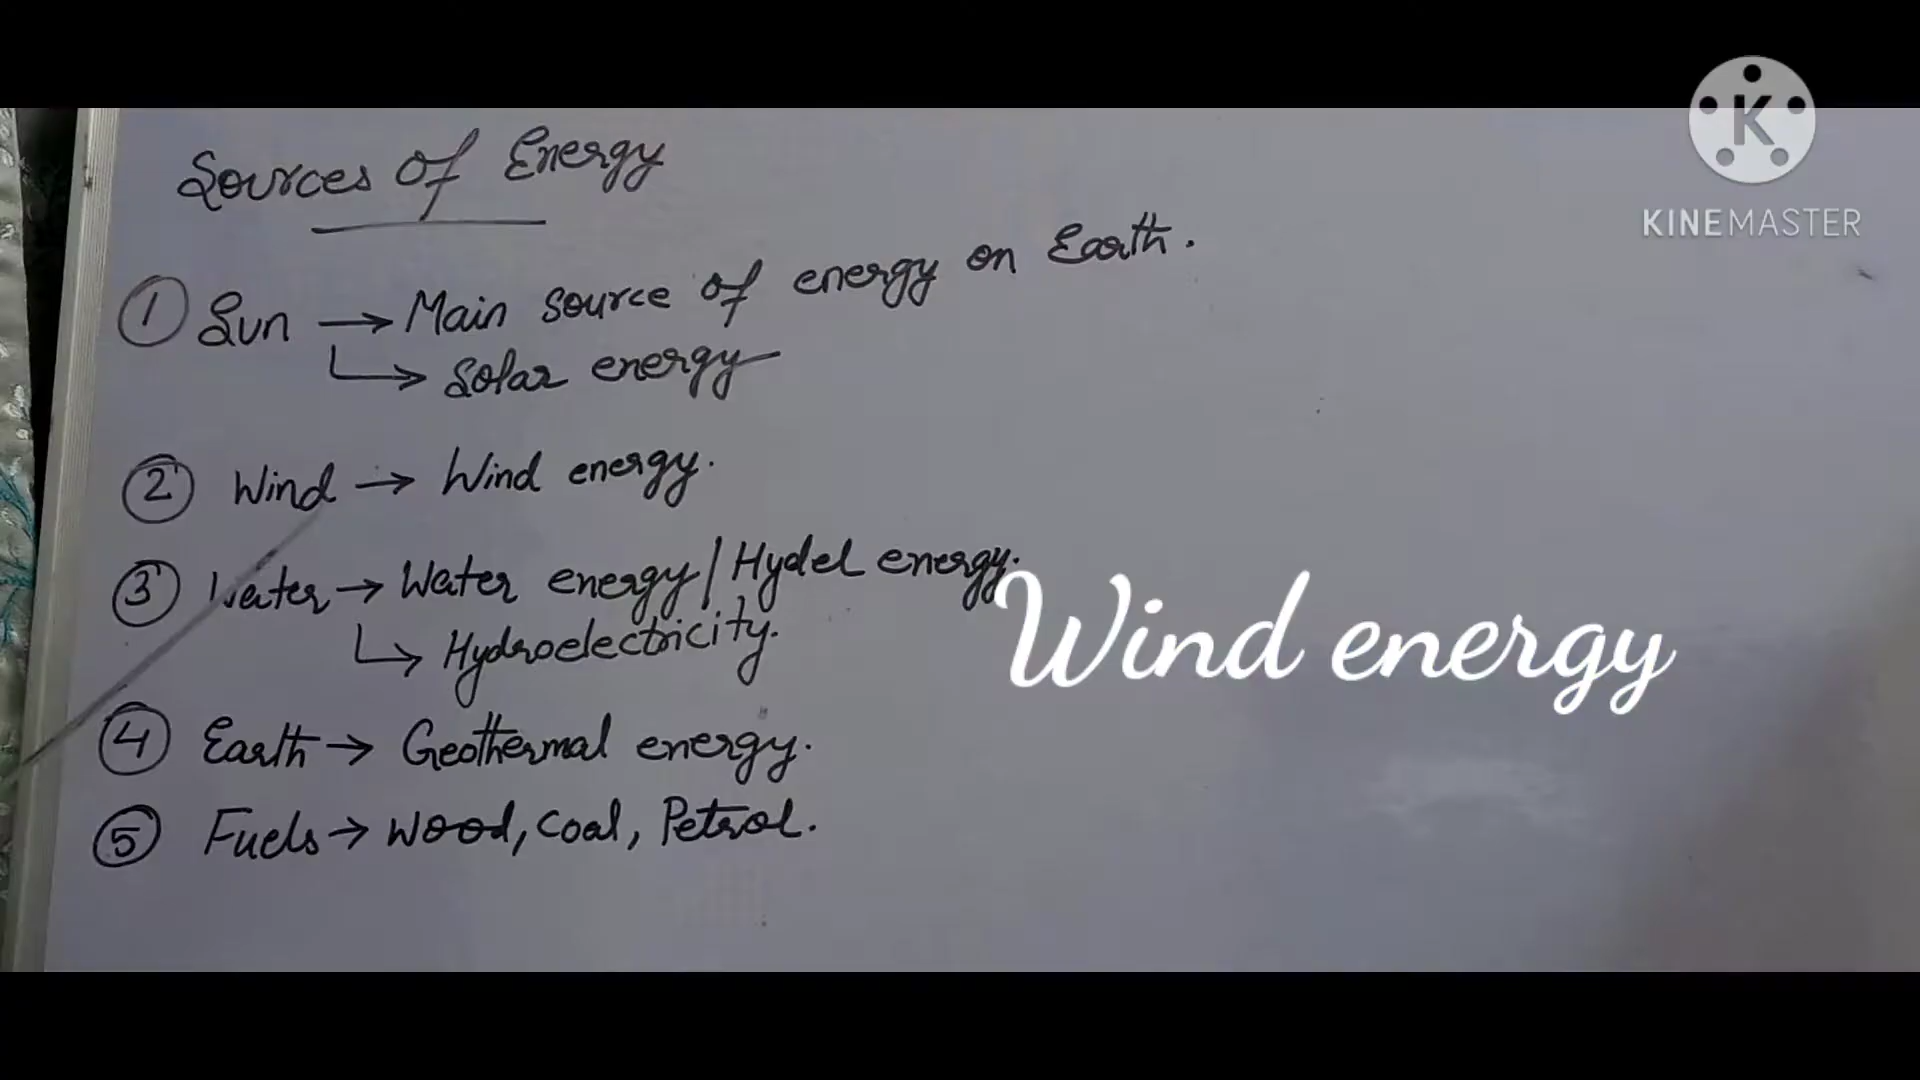 Sources of Energy
① Sun → Main source of energy on Earth.
↳ Solar energy
② Wind → Wind energy.
③ Water → Water energy/Hydel energy.
↳ Hydroelectricity.
④ Earth → Geothermal energy.
⑤ Fuels → Wood, Coal, Petrol.
Wind energy
K
KINEMASTER